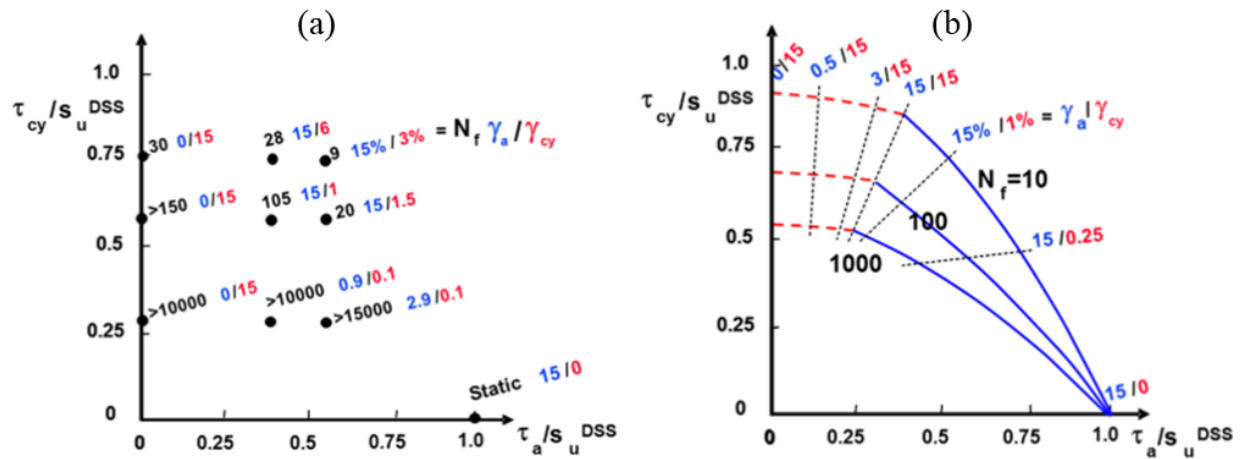 (a)
1.0
τcy/su DSS
0.75
0.5
0.25
0
0 0.25 0.5 0.75 1.0 τa/su DSS
30 0/15
28 15/6
9 15% / 3% = Nf γa / γcy
>150 0/15
105 15/1
20 15/1.5
>10000 0/15
>10000 0.9/0.1
>15000 2.9/0.1
Static 15/0
(b)
1.0
τcy/su DSS
0.75
0.5
0.25
0
0 0.25 0.5 0.75 1.0 τa/su DSS
0/15
0.5/15
3/15
15/15
15% /1% = γa| γcy
Nf=10
100
1000
15 /0.25
15 /0